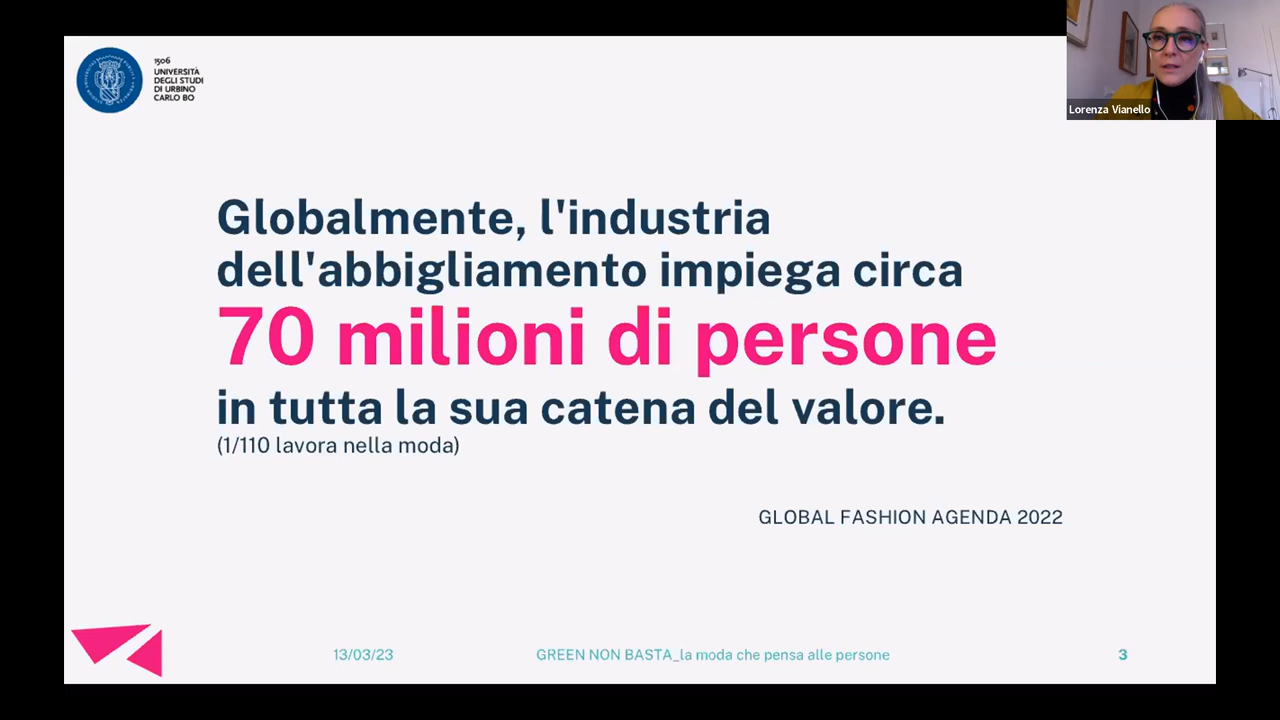 1506
UNIVERSITÀ
DEGLI STUDI
DI URBINO
CARLO BO
Lorenza Vianello
Globalmente, l'industria
dell'abbigliamento impiega circa
70 milioni di persone
in tutta la sua catena del valore.
(1/110 lavora nella moda)
GLOBAL FASHION AGENDA 2022
13/03/23
GREEN NON BASTA_la moda che pensa alle persone
3